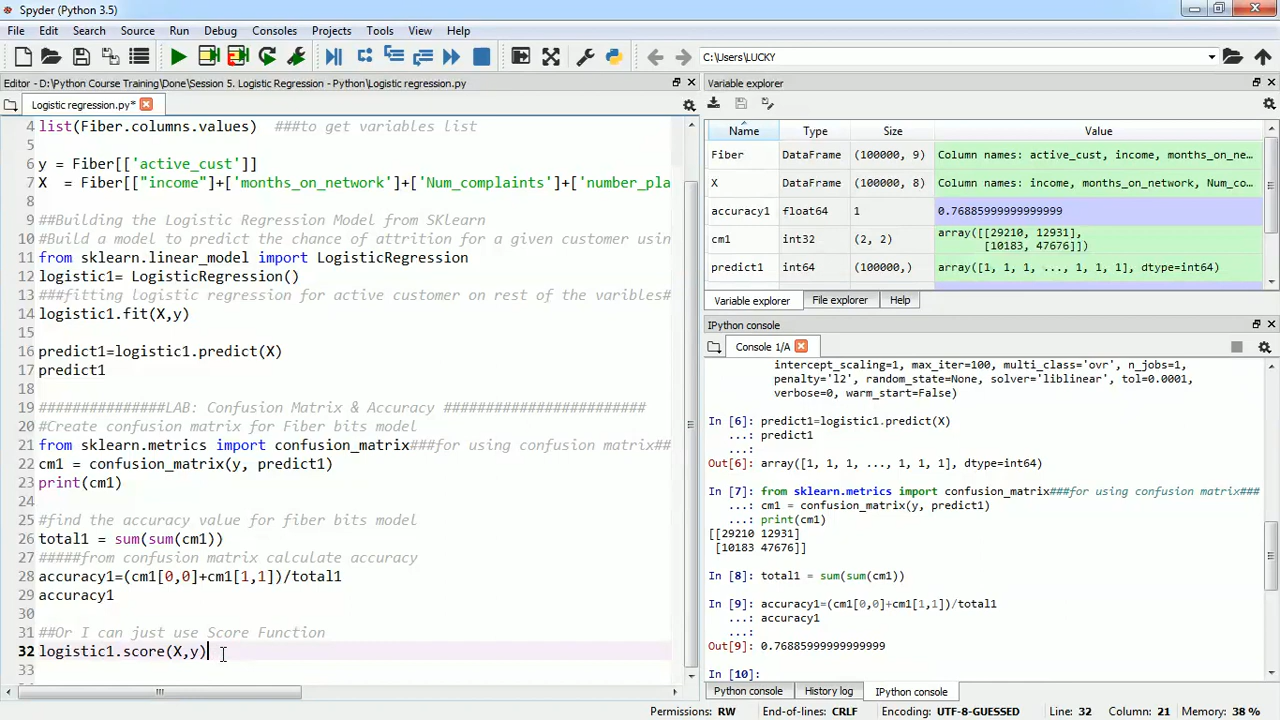 Spyder (Python 3.5)
File Edit Search Source Run Debug Consoles Projects Tools View Help
C:\Users\LUCKY
Editor - D:\Python Course Training\Done\Session 5. Logistic Regression - Python\Logistic regression.py
Logistic regression.py*
4 list(Fiber.columns.values)  ###to get variables list
5
6 y = Fiber[['active_cust']]
7 X  = Fiber[["income"]+['months_on_network']+['Num_complaints']+['number_pla
8
9 ##Building the Logistic Regression Model from SKlearn
10 #Build a model to predict the chance of attrition for a given customer usin
11 from sklearn.linear_model import LogisticRegression
12 logistic1= LogisticRegression()
13 ###fitting logistic regression for active customer on rest of the varibles#
14 logistic1.fit(X,y)
15
16 predict1=logistic1.predict(X)
17 predict1
18
19 ###############LAB: Confusion Matrix & Accuracy ########################
20 #Create confusion matrix for Fiber bits model
21 from sklearn.metrics import confusion_matrix###for using confusion matrix##
22 cm1 = confusion_matrix(y, predict1)
23 print(cm1)
24
25 #find the accuracy value for fiber bits model
26 total1 = sum(sum(cm1))
27 #####from confusion matrix calculate accuracy
28 accuracy1=(cm1[0,0]+cm1[1,1])/total1
29 accuracy1
30
31 ##Or I can just use Score Function
32 logistic1.score(X,y)
33
Variable explorer
Name Type Size Value
Fiber DataFrame (100000, 9) Column names: active_cust, income, months_on_ne...
X DataFrame (100000, 8) Column names: income, months_on_network, Num_co...
accuracy1 float64 1 0.76885999999999999
cm1 int32 (2, 2) array([[29210, 12931],
[10183, 47676]])
predict1 int64 (100000,) array([1, 1, 1, ..., 1, 1, 1], dtype=int64)
Variable explorer File explorer Help
IPython console
Console 1/A
intercept_scaling=1, max_iter=100, multi_class='ovr', n_jobs=1,
penalty='l2', random_state=None, solver='liblinear', tol=0.0001,
verbose=0, warm_start=False)
In [6]: predict1=logistic1.predict(X)
...: predict1
...:
Out[6]: array([1, 1, 1, ..., 1, 1, 1], dtype=int64)
In [7]: from sklearn.metrics import confusion_matrix###for using confusion matrix###
...: cm1 = confusion_matrix(y, predict1)
...: print(cm1)
[[29210 12931]
[10183 47676]]
In [8]: total1 = sum(sum(cm1))
In [9]: accuracy1=(cm1[0,0]+cm1[1,1])/total1
...: accuracy1
...:
Out[9]: 0.76885999999999999
In [10]:
Python console History log IPython console
Permissions: RW End-of-lines: CRLF Encoding: UTF-8-GUESSED Line: 32 Column: 21 Memory: 38 %